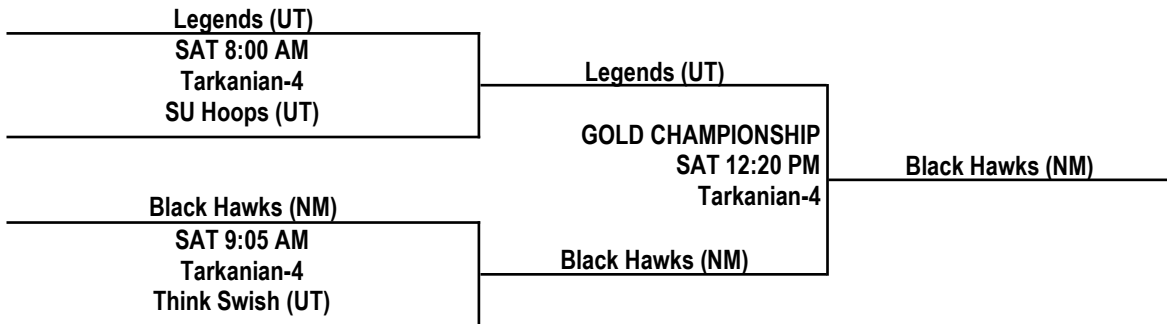 Legends (UT)
SAT 8:00 AM
Tarkanian-4
SU Hoops (UT)
Legends (UT)
GOLD CHAMPIONSHIP
SAT 12:20 PM
Tarkanian-4
Black Hawks (NM)
Black Hawks (NM)
SAT 9:05 AM
Tarkanian-4
Think Swish (UT)
Black Hawks (NM)